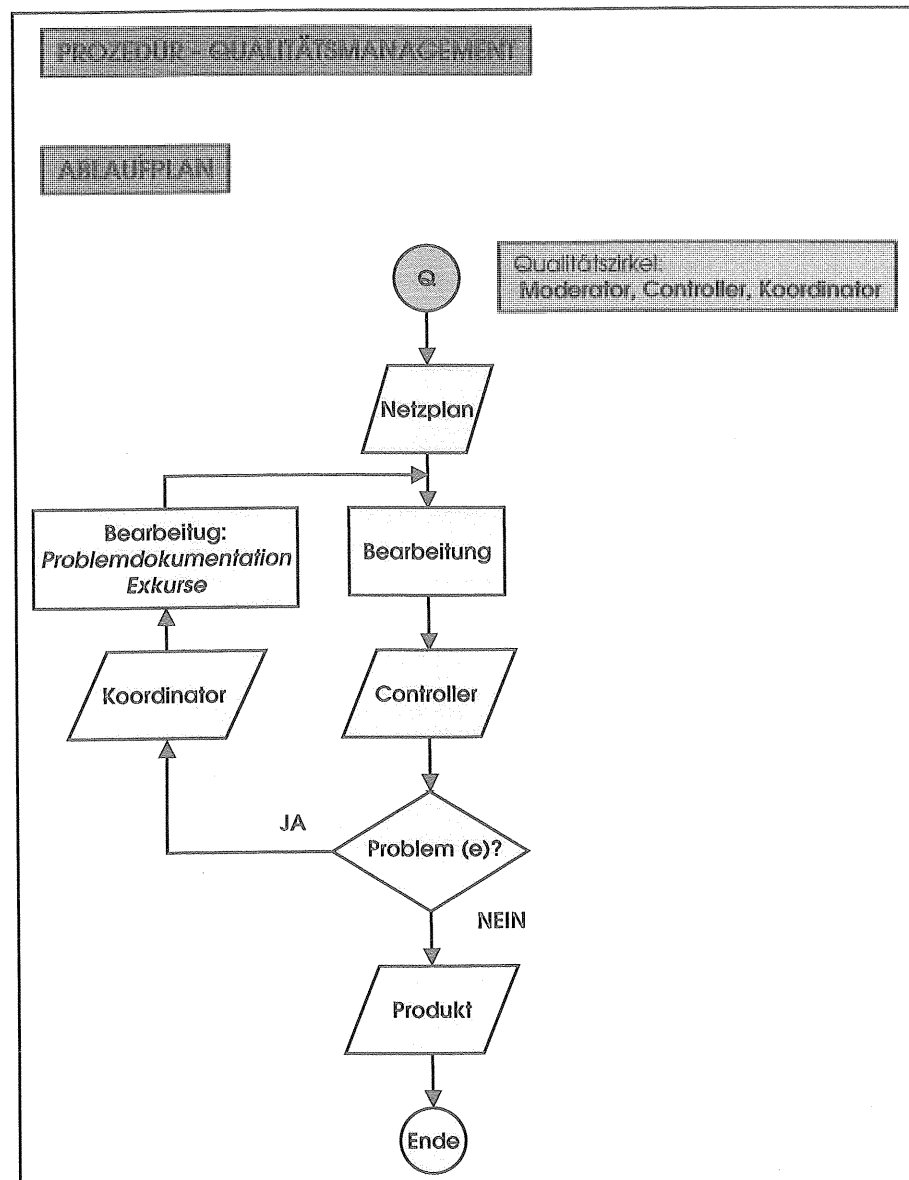 PROZEDUR - QUALITÄTSMANAGEMENT
ABLAUFPLAN
Q
Qualitätszirkel:
Moderator, Controller, Koordinator
Netzplan
Bearbeitug:
Problemdokumentation
Exkurse
Bearbeitung
Koordinator
Controller
JA
Problem (e)?
NEIN
Produkt
Ende